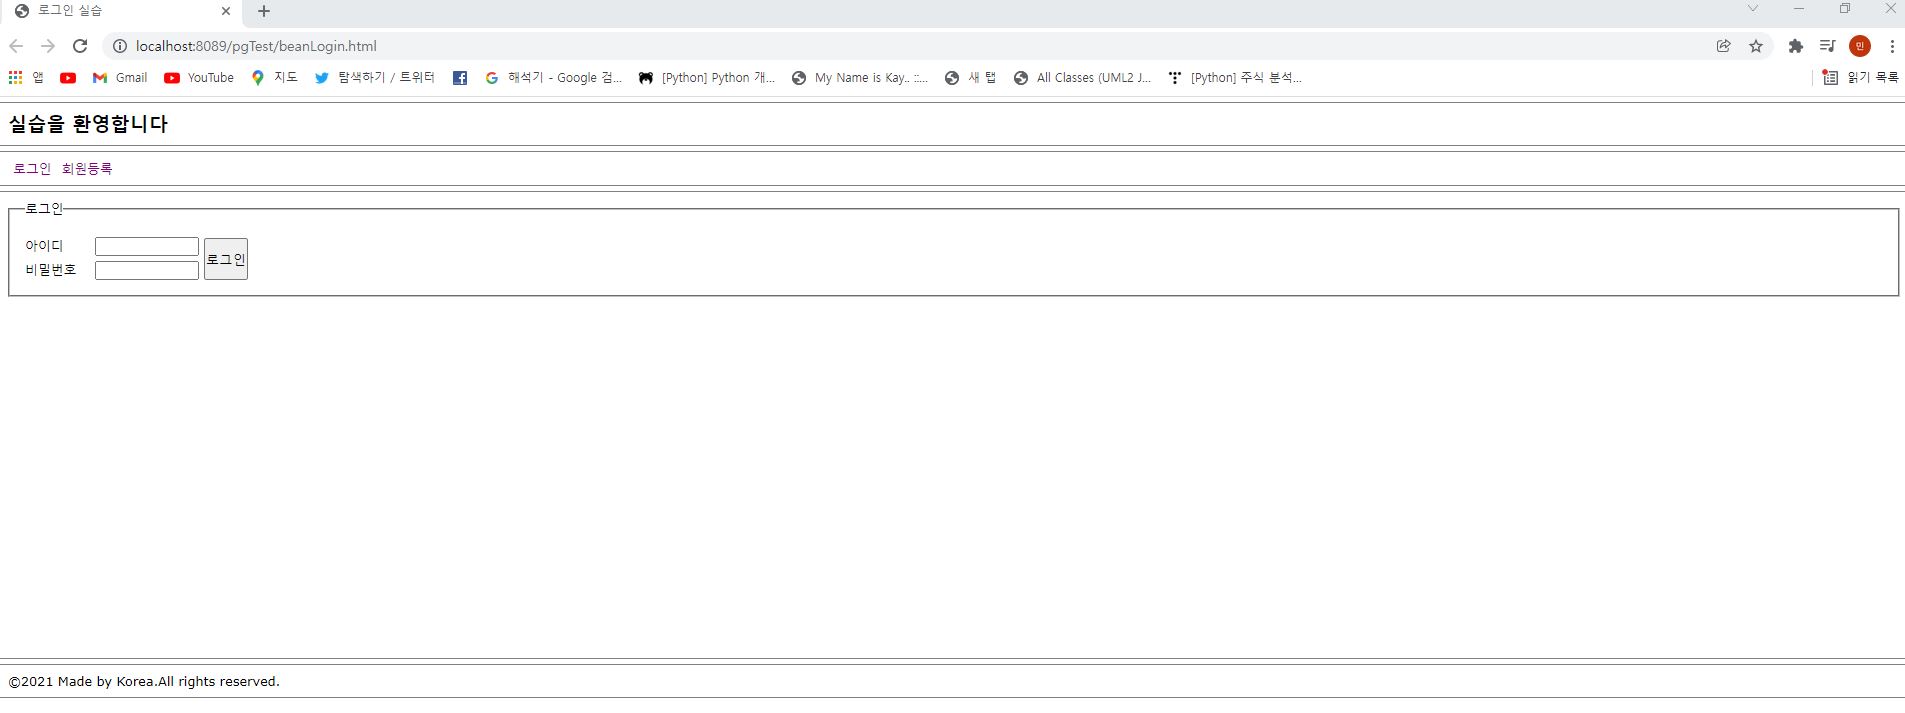 로그인 실습
localhost:8089/pgTest/beanLogin.html
민
앱 Gmail YouTube 지도 탐색하기 / 트위터 해석기 - Google 검... [Python] Python 개... My Name is Kay.. ::... 새 탭 All Classes (UML2 J... [Python] 주식 분석... 읽기 목록
실습을 환영합니다
로그인 회원등록
로그인
아이디
비밀번호
로그인
©2021 Made by Korea.All rights reserved.